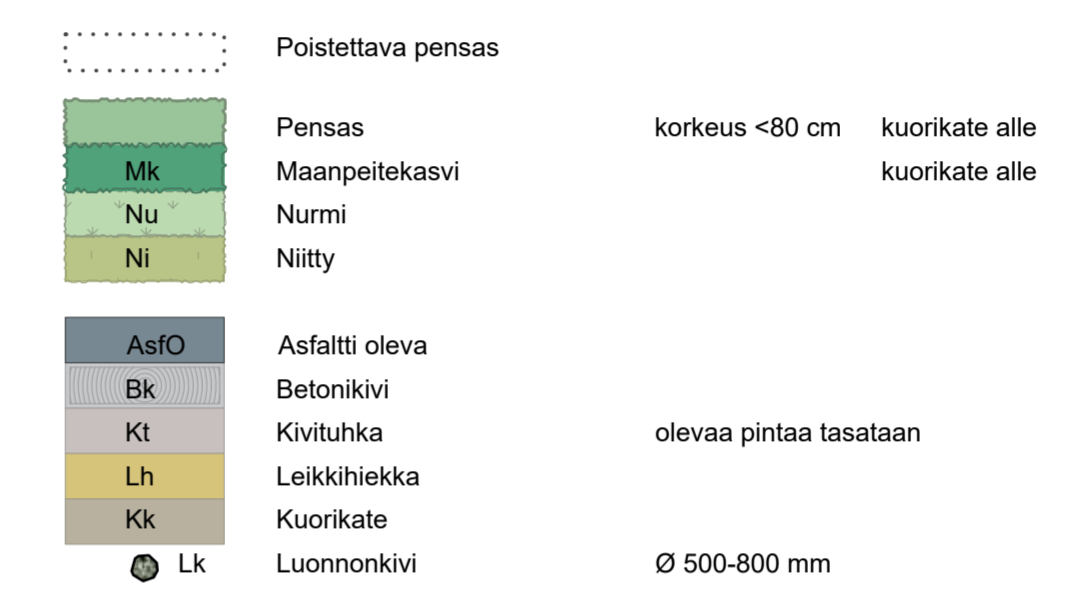 Poistettava pensas
Pensas korkeus <80 cm kuorikate alle
Mk Maanpeitekasvi kuorikate alle
Nu Nurmi
Ni Niitty
AsfO Asfaltti oleva
Bk Betonikivi
Kt Kivituhka olevaa pintaa tasataan
Lh Leikkihiekka
Kk Kuorikate
Lk Luonnonkivi Ø 500-800 mm